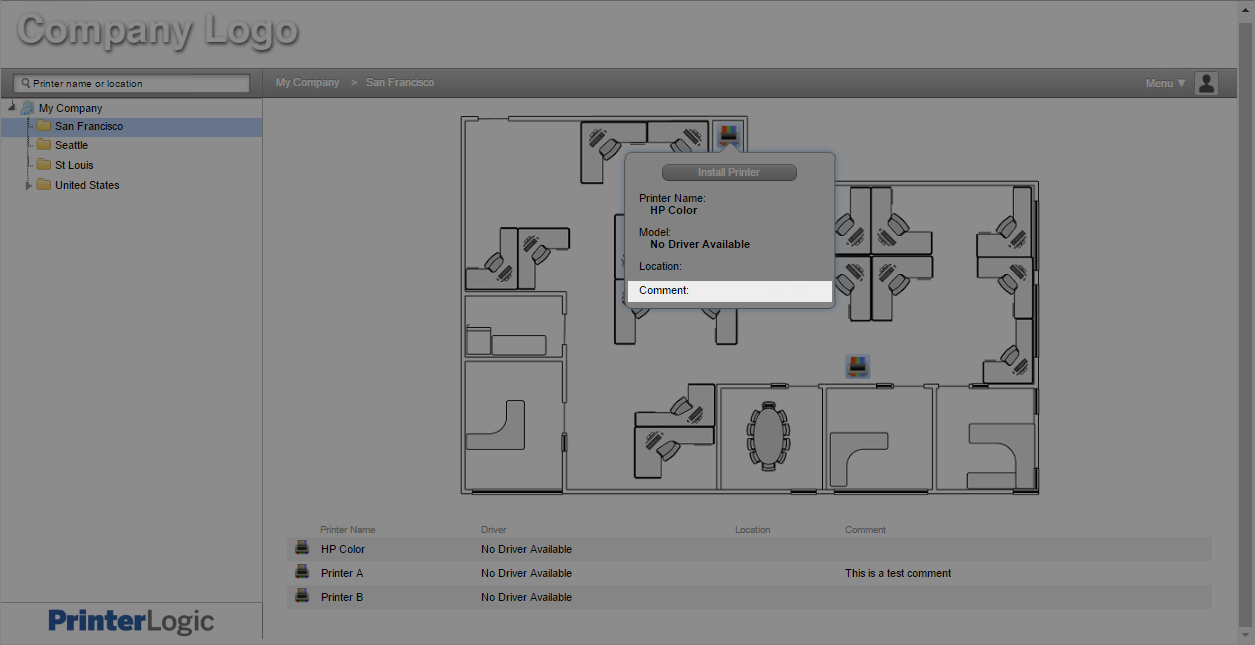 Company Logo
Printer name or location
My Company > San Francisco
Menu ▼
My Company
San Francisco
Seattle
St Louis
United States
Install Printer
Printer Name:
HP Color
Model:
No Driver Available
Location:
Comment:
Printer Name Driver Location Comment
HP Color No Driver Available
Printer A No Driver Available This is a test comment
Printer B No Driver Available
PrinterLogic